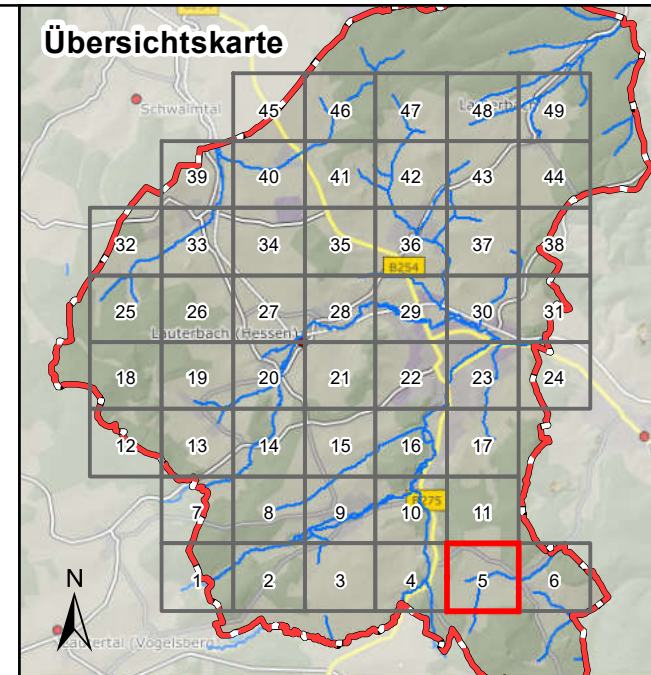 Übersichtskarte
Schwalmtal
Lauterbach
45 46 47 48 49
39 40 41 42 43 44
32 33 34 35 36 37 38
B254
25 26 27 28 29 30 31
Lauterbach (Hessen)
18 19 20 21 22 23 24
12 13 14 15 16 17
7 8 9 10 11
B275
1 2 3 4 5 6
N
Lautertal (Vogelsberg)